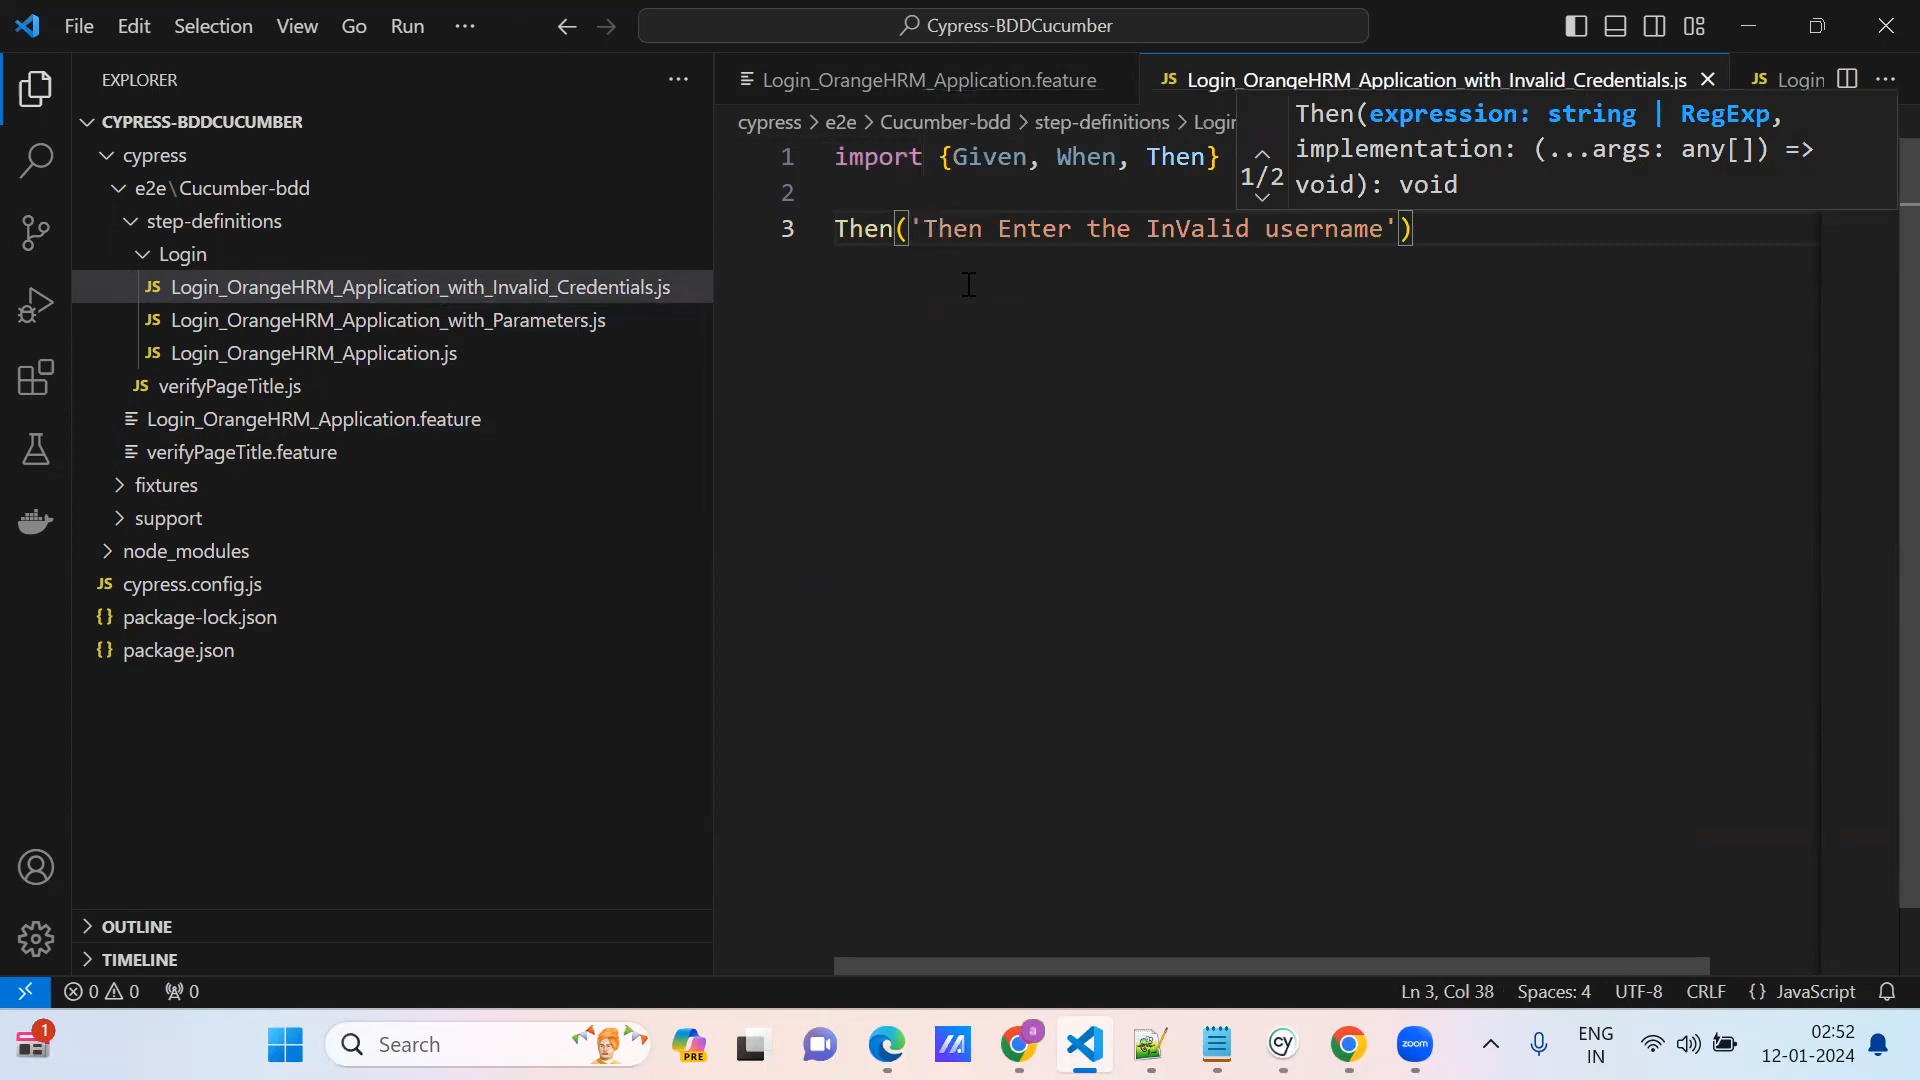 File Edit Selection View Go Run ···
Cypress-BDDCucumber
EXPLORER
CYPRESS-BDDCUCUMBER
cypress
e2e\Cucumber-bdd
step-definitions
Login
JS Login_OrangeHRM_Application_with_Invalid_Credentials.js
JS Login_OrangeHRM_Application_with_Parameters.js
JS Login_OrangeHRM_Application.js
JS verifyPageTitle.js
Login_OrangeHRM_Application.feature
verifyPageTitle.feature
fixtures
support
node_modules
JS cypress.config.js
{} package-lock.json
{} package.json
OUTLINE
TIMELINE
Login_OrangeHRM_Application.feature
JS Login_OrangeHRM_Application_with_Invalid_Credentials.js
JS Login
cypress > e2e > Cucumber-bdd > step-definitions > Login
1/2
Then(expression: string | RegExp,
implementation: (...args: any[]) =>
void): void
1 import {Given, When, Then}
2
3 Then('Then Enter the InValid username')
0 0 0
Ln 3, Col 38 Spaces: 4 UTF-8 CRLF {} JavaScript
1
Search
PRE
a
cy
zoom
ENG
IN
02:52
12-01-2024